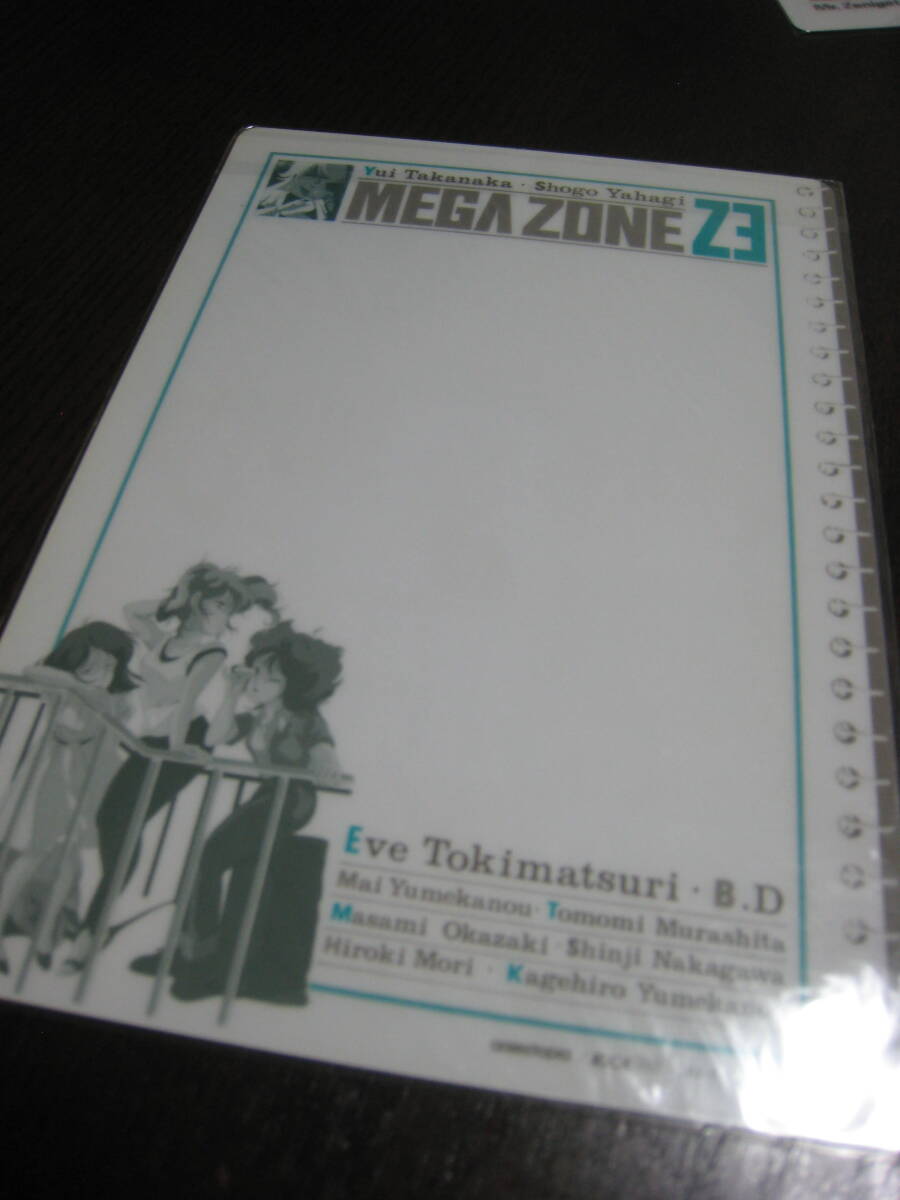 Yui Takanaka · Shogo Yahagi
MEGA ZONE 23
Eve Tokimatsuri · B.D
Mai Yumekanou · Tomomi Murashita
Masami Okazaki · Shinji Nakagawa
Hiroki Mori · Kagehiro